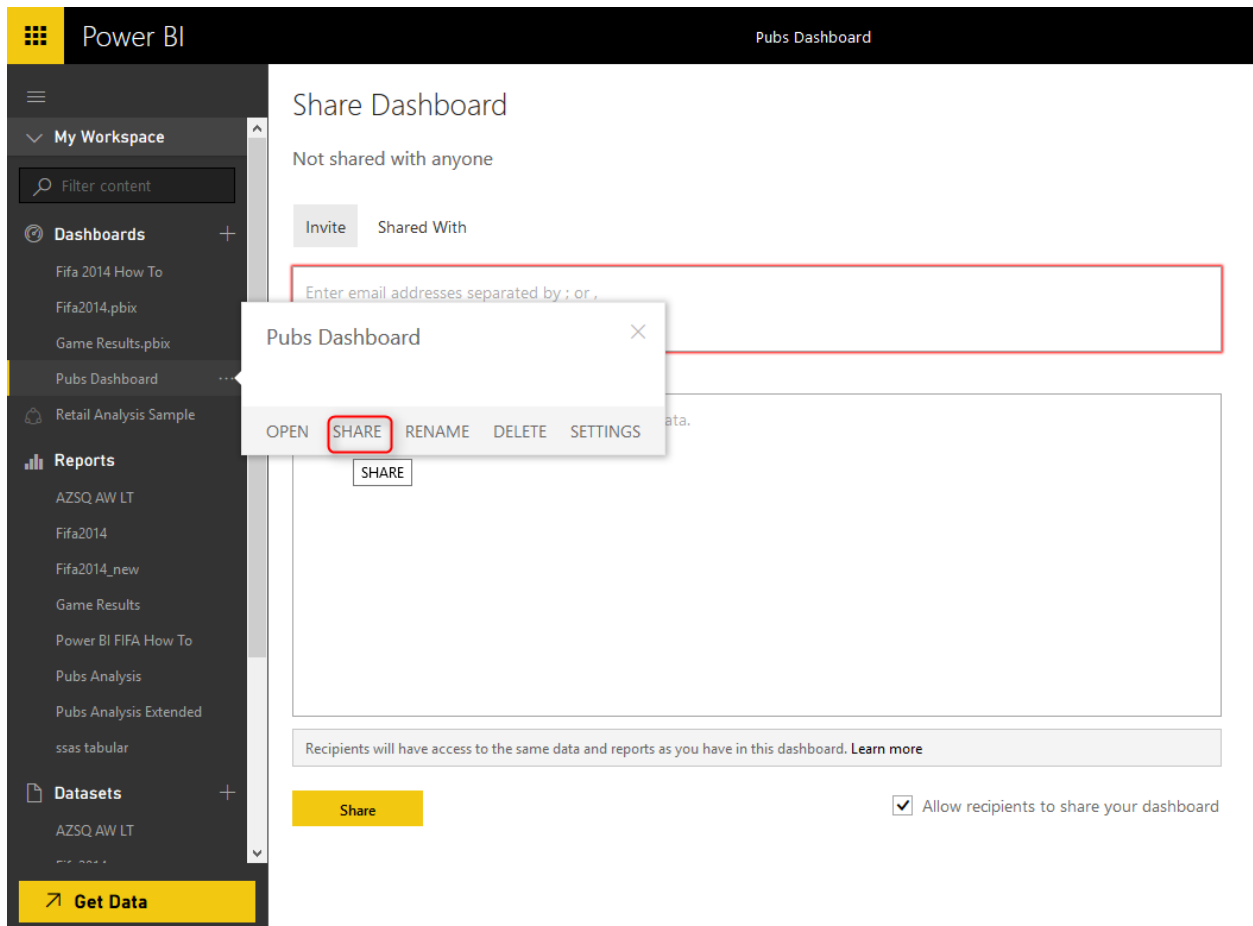 Power BI
Pubs Dashboard
My Workspace
Filter content
Dashboards
Fifa 2014 How To
Fifa2014.pbix
Game Results.pbix
Pubs Dashboard ...
Retail Analysis Sample
Reports
AZSQ AW LT
Fifa2014
Fifa2014_new
Game Results
Power BI FIFA How To
Pubs Analysis
Pubs Analysis Extended
ssas tabular
Datasets
AZSQ AW LT
Get Data
Share Dashboard
Not shared with anyone
Invite Shared With
Enter email addresses separated by ; or ,
Pubs Dashboard
OPEN SHARE RENAME DELETE SETTINGS
SHARE
ata.
Recipients will have access to the same data and reports as you have in this dashboard. Learn more
Share
Allow recipients to share your dashboard